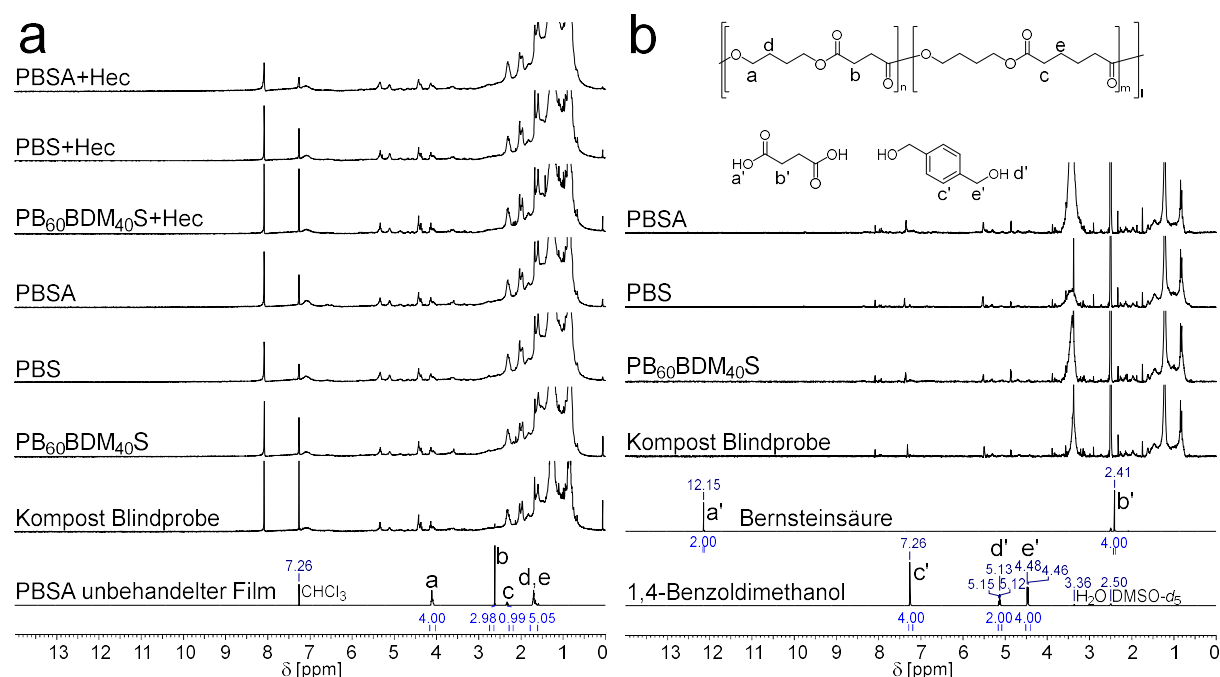 a
PBSA+Hec
PBS+Hec
PB60BDM40S+Hec
PBSA
PBS
PB60BDM40S
Kompost Blindprobe
PBSA unbehandelter Film
7.26
CHCl3
a
b
c
d
e
4.00
2.98
0.99
5.05
13 12 11 10 9 8 7 6 5 4 3 2 1 0
δ [ppm]
b
O
d
O
e
O
O
a
b
O
n
O
O
c
O
m
l
O
HO
OH
a'
b'
O
HO
OH
d'
c'
e'
PBSA
PBS
PB60BDM40S
Kompost Blindprobe
12.15
a'
Bernsteinsäure
2.41
b'
2.00
4.00
7.26
c'
1,4-Benzoldimethanol
d'
e'
5.13
4.48
4.46
5.15
5.12
3.36
2.50
H2O
DMSO-d5
4.00
2.00
4.00
13 12 11 10 9 8 7 6 5 4 3 2 1 0
δ [ppm]